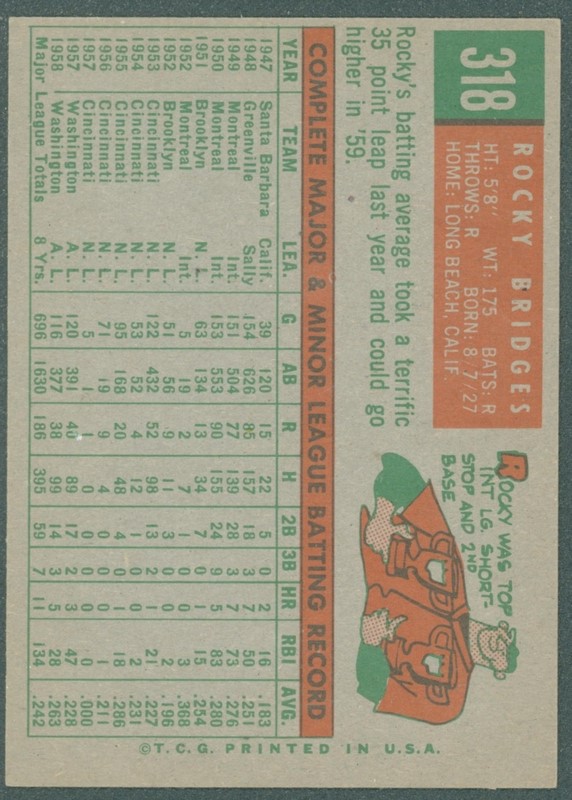 318
ROCKY BRIDGES
HT: 5'8" WT: 175 BATS: R
THROWS: R BORN: 8/7/27
HOME: LONG BEACH, CALIF.
ROCKY WAS TOP
INT LG. SHORT-
STOP AND 2ND
BASE
Rocky's batting average took a terrific
35 point leap last year and could go
higher in '59.
COMPLETE MAJOR & MINOR LEAGUE BATTING RECORD
YEAR TEAM LEA. G AB R H 2B 3B HR RBI AVG.
1947 Santa Barbara Calif. 39 120 15 22 5 0 2 16 .183
1948 Greenville Sally 154 626 85 157 18 3 7 50 .251
1949 Montreal Int. 151 504 77 139 28 3 7 73 .276
1950 Montreal Int. 153 553 90 155 24 9 5 83 .280
1951 Brooklyn N. L. 63 134 13 34 7 0 1 15 .254
1952 Montreal Int. 5 19 2 7 1 0 0 3 .368
1952 Brooklyn N. L. 51 56 9 11 3 0 0 2 .196
1953 Cincinnati N. L. 122 432 52 98 13 2 1 21 .227
1954 Cincinnati N. L. 53 52 4 12 1 0 0 2 .231
1955 Cincinnati N. L. 95 168 20 48 4 0 1 18 .286
1956 Cincinnati N. L. 71 19 9 4 0 0 0 1 .211
1957 Cincinnati N. L. 5 1 0 0 0 0 0 0 .000
1957 Washington A. L. 120 391 40 89 17 2 3 47 .228
1958 Washington A. L. 116 377 38 99 14 3 5 28 .263
Major League Totals 8 Yrs. 696 1630 186 395 59 7 11 134 .242
©T.C.G. PRINTED IN U.S.A.